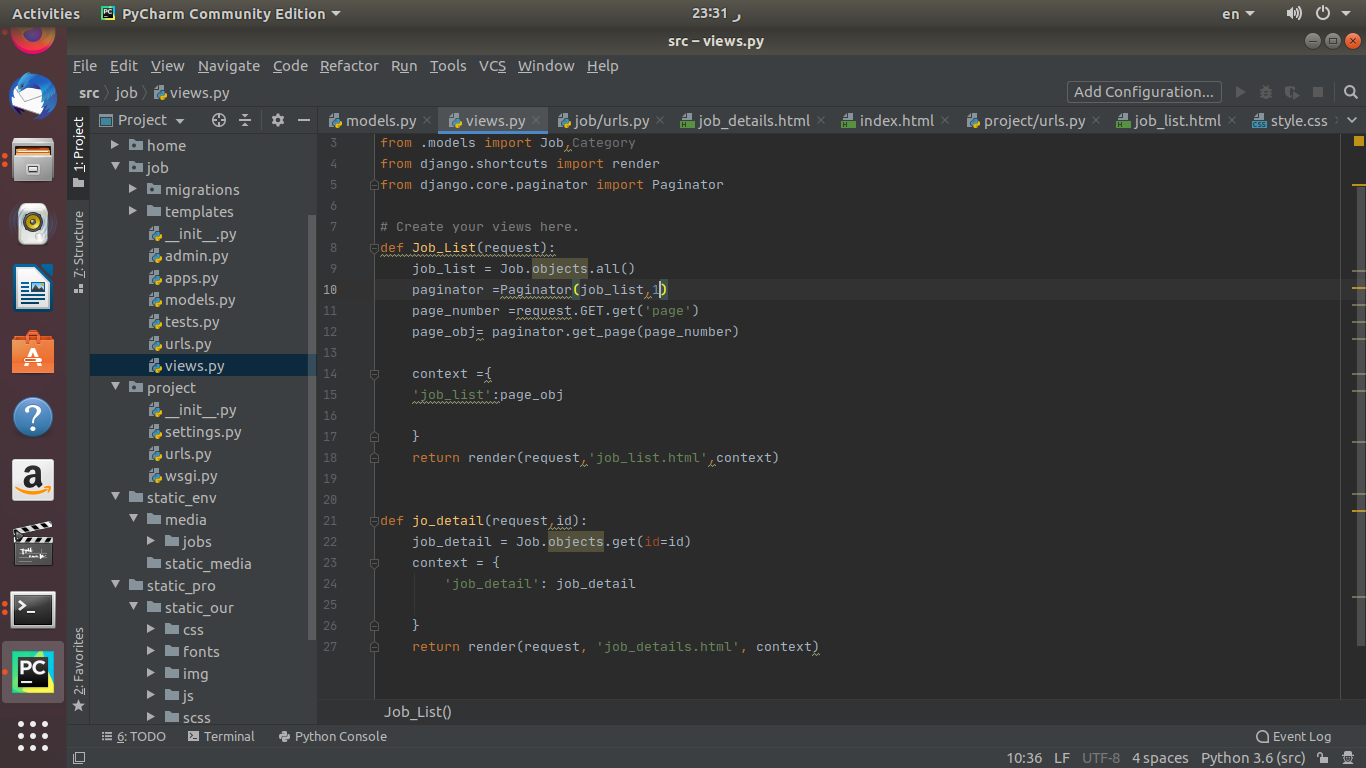 Activities
PyCharm Community Edition
23:31 ر
en
src – views.py
File Edit View Navigate Code Refactor Run Tools VCS Window Help
src job views.py
Add Configuration...
1: Project
7: Structure
2: Favorites
Project
home
job
migrations
templates
__init__.py
admin.py
apps.py
models.py
tests.py
urls.py
views.py
project
__init__.py
settings.py
urls.py
wsgi.py
static_env
media
jobs
static_media
static_pro
static_our
css
fonts
img
js
scss
models.py
views.py
job/urls.py
job_details.html
index.html
project/urls.py
job_list.html
style.css
3 from .models import Job,Category
4 from django.shortcuts import render
5 from django.core.paginator import Paginator
6
7 # Create your views here.
8 def Job_List(request):
9 job_list = Job.objects.all()
10 paginator =Paginator(job_list,1)
11 page_number =request.GET.get('page')
12 page_obj= paginator.get_page(page_number)
13
14 context ={
15 'job_list':page_obj
16
17 }
18 return render(request,'job_list.html',context)
19
20
21 def jo_detail(request,id):
22 job_detail = Job.objects.get(id=id)
23 context = {
24 'job_detail': job_detail
25
26 }
27 return render(request, 'job_details.html', context)
Job_List()
6: TODO
Terminal
Python Console
Event Log
10:36 LF UTF-8 4 spaces Python 3.6 (src)